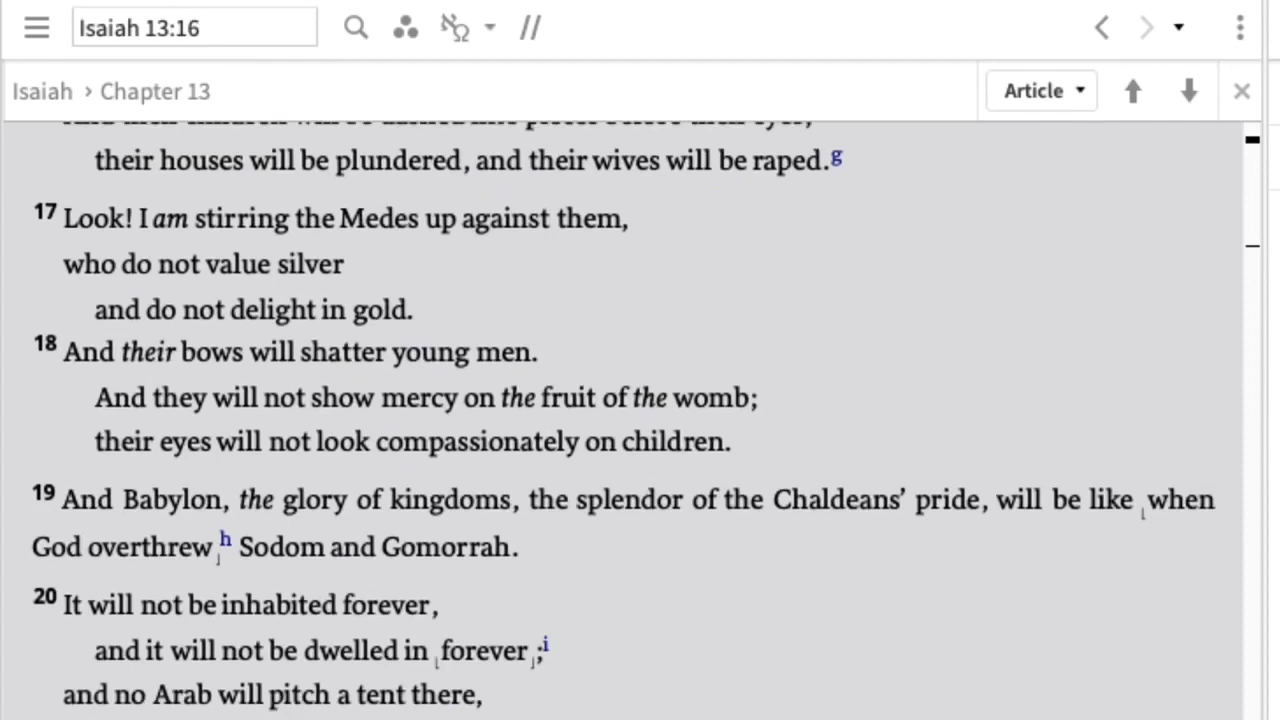 Isaiah 13:16
//
Isaiah › Chapter 13
Article
their houses will be plundered, and their wives will be raped.g
17 Look! I am stirring the Medes up against them,
who do not value silver
and do not delight in gold.
18 And their bows will shatter young men.
And they will not show mercy on the fruit of the womb;
their eyes will not look compassionately on children.
19 And Babylon, the glory of kingdoms, the splendor of the Chaldeans’ pride, will be like ⌊when
God overthrew⌋h Sodom and Gomorrah.
20 It will not be inhabited forever,
and it will not be dwelled in ⌊forever⌋;i
and no Arab will pitch a tent there,